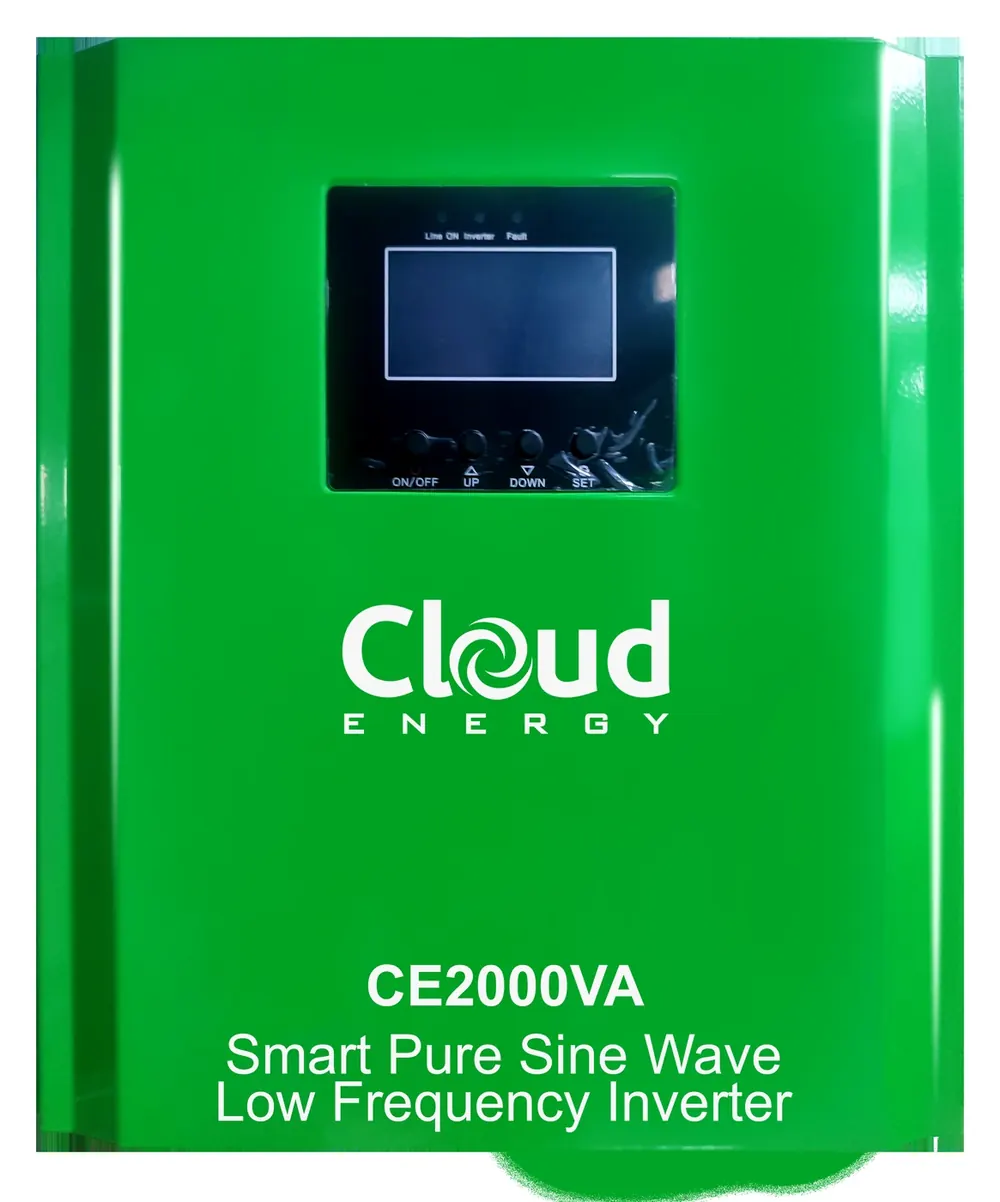 Line ON Inverter Fault
ON/OFF UP DOWN SET
Cloud
ENERGY
CE2000VA
Smart Pure Sine Wave
Low Frequency Inverter